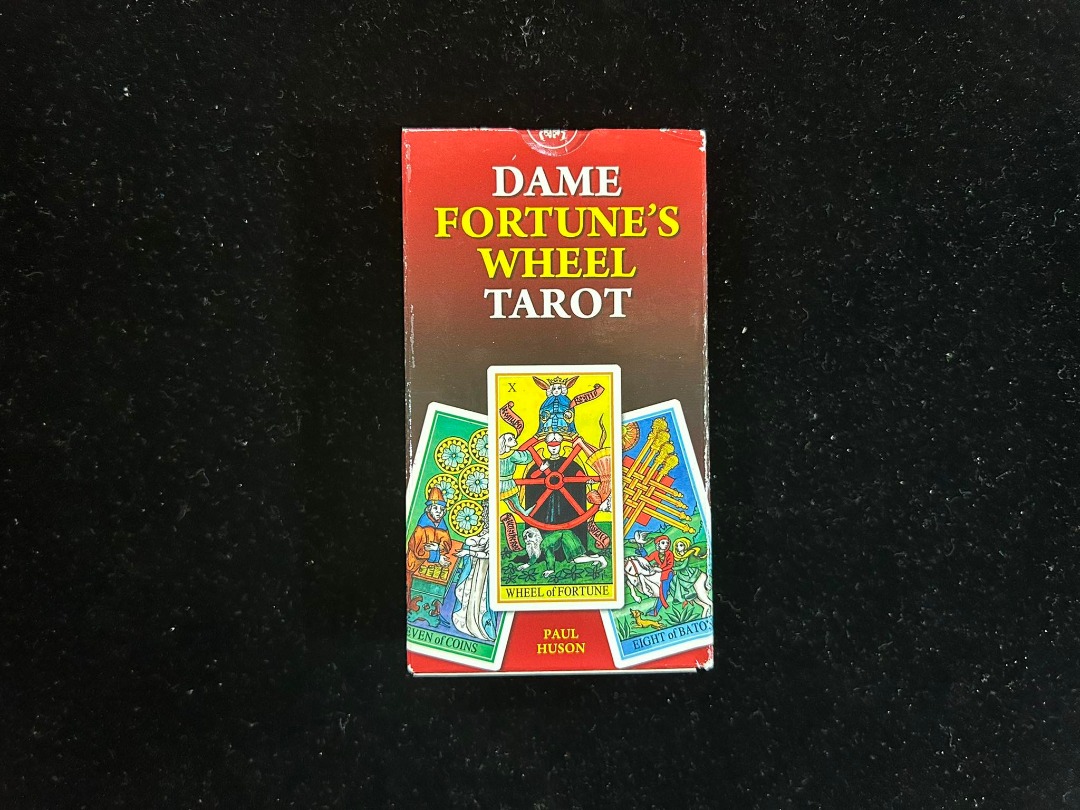 DAME
FORTUNE'S
WHEEL
TAROT
X
WHEEL of FORTUNE
EVEN of COINS
EIGHT of BATO
PAUL
HUSON